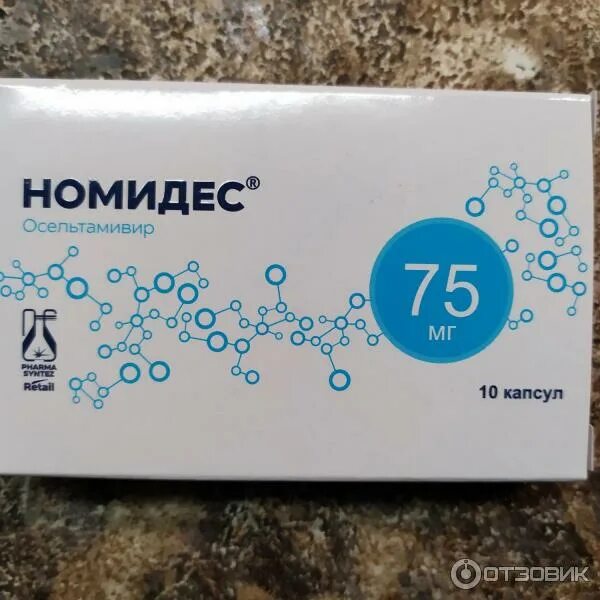 НОМИДЕС®
Осельтамивир
75
мг
PHARMA
SYNTEZ
Retail
10 капсул
ОТЗОВИК